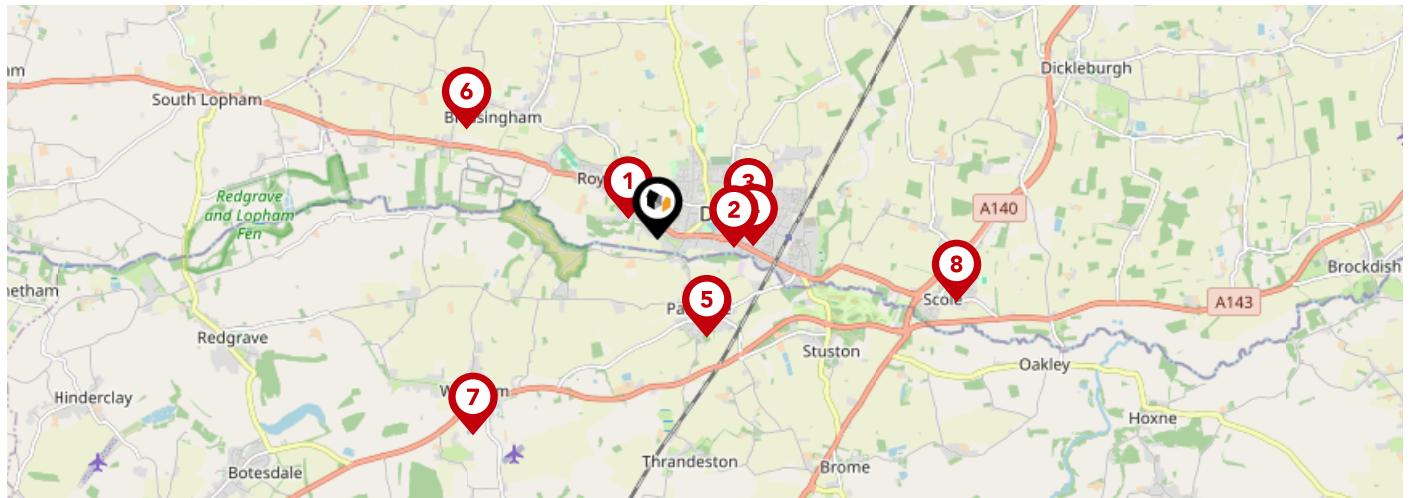 Dickleburgh
South Lopham
6
A140
1
3
2
Redgrave
and Lopham
Fen
8
Brockdish
5
A143
Redgrave
Stuston
Oakley
7
Hinderclay
Hoxne
Botesdale
Thrandeston
Brome